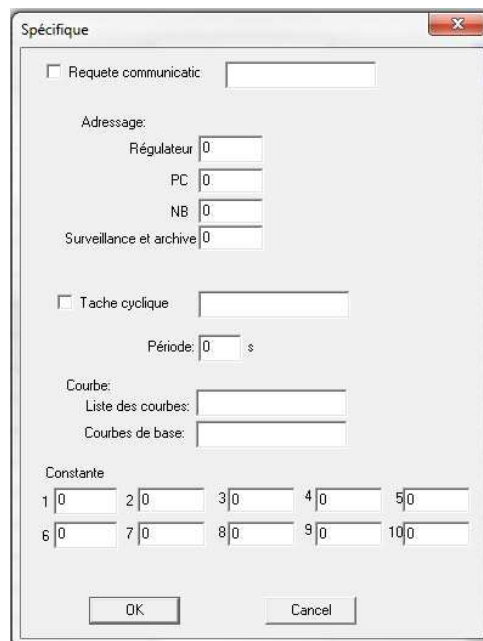 Spécifique
Requete communicatic
Adressage:
Régulateur 0
PC 0
NB 0
Surveillance et archive 0
Tache cyclique
Période: 0 s
Courbe:
Liste des courbes:
Courbes de base:
Constante
1 0 2 0 3 0 4 0 5 0
6 0 7 0 8 0 9 0 10 0
OK Cancel